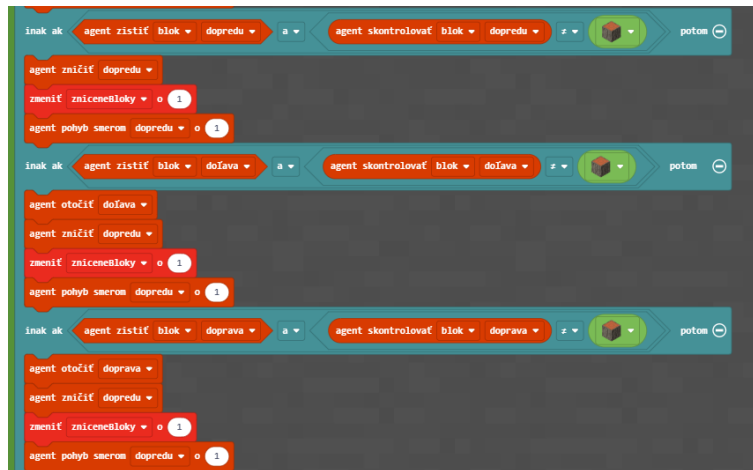 inak ak agent zistiť blok dopredu a agent skontrolovať blok dopredu ≠ potom
agent zničiť dopredu
zmeniť zniceneBloky o 1
agent pohyb smerom dopredu o 1
inak ak agent zistiť blok doľava a agent skontrolovať blok doľava ≠ potom
agent otočiť doľava
agent zničiť dopredu
zmeniť zniceneBloky o 1
agent pohyb smerom dopredu o 1
inak ak agent zistiť blok doprava a agent skontrolovať blok doprava ≠ potom
agent otočiť doprava
agent zničiť dopredu
zmeniť zniceneBloky o 1
agent pohyb smerom dopredu o 1